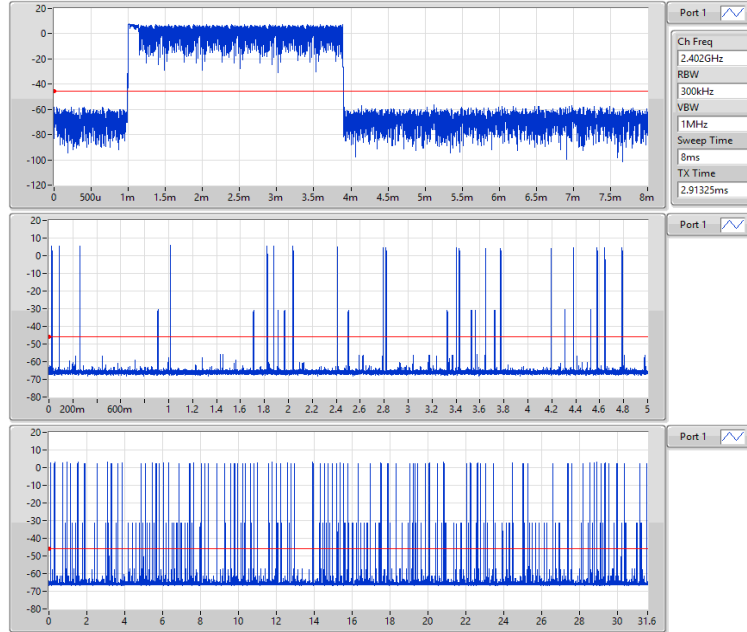 Port 1
Ch Freq
2.402GHz
RBW
300kHz
VBW
1MHz
Sweep Time
8ms
TX Time
2.91325ms
20
0
-20
-40
-60
-80
-100
-120
0 500u 1m 1.5m 2m 2.5m 3m 3.5m 4m 4.5m 5m 5.5m 6m 6.5m 7m 7.5m 8m
Port 1
20
10
0
-10
-20
-30
-40
-50
-60
-70
-80
0 200m 600m 1 1.2 1.4 1.6 1.8 2 2.2 2.4 2.6 2.8 3 3.2 3.4 3.6 3.8 4 4.2 4.4 4.6 4.8 5
Port 1
20
10
0
-10
-20
-30
-40
-50
-60
-70
-80
0 2 4 6 8 10 12 14 16 18 20 22 24 26 28 30 31.6